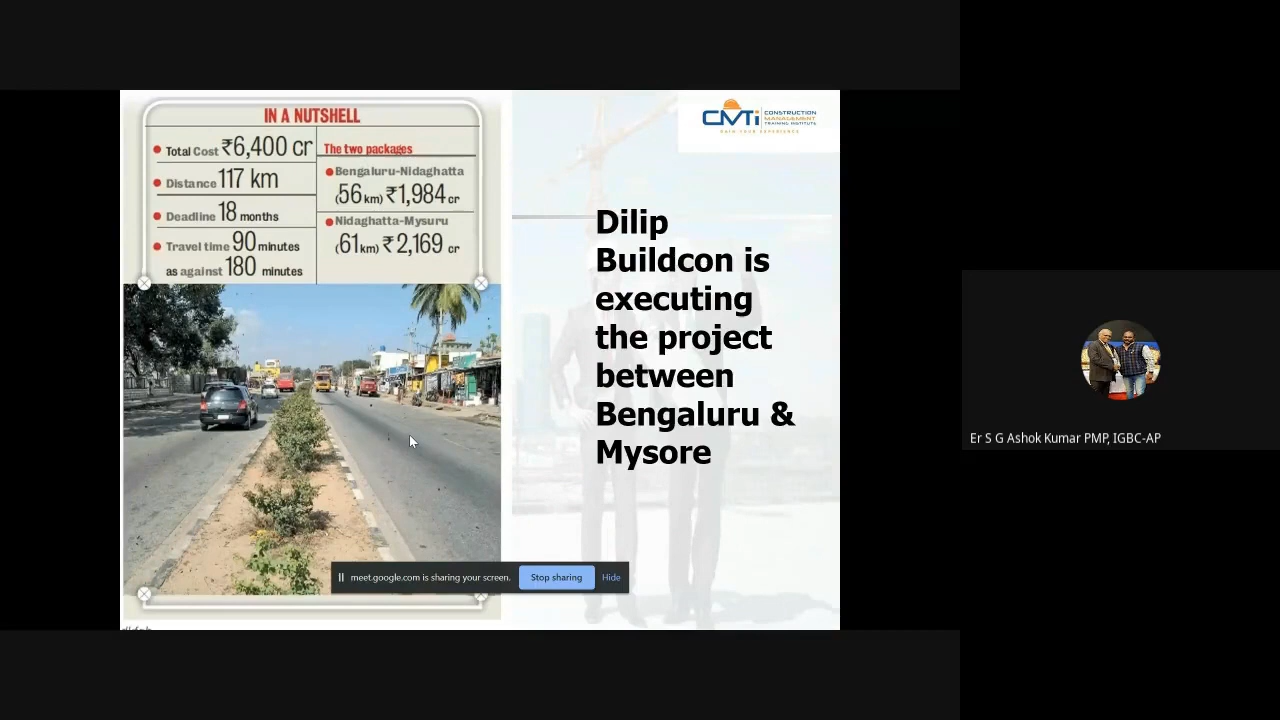 IN A NUTSHELL
Total Cost ₹6,400 cr
Distance 117 km
Deadline 18 months
Travel time 90 minutes
as against 180 minutes
The two packages
Bengaluru-Nidaghatta
(56 km) ₹1,984 cr
Nidaghatta-Mysuru
(61 km) ₹2,169 cr
CMTi
CONSTRUCTION
MANAGEMENT
TRAINING INSTITUTE
GAIN YOUR EXPERIENCE
Dilip
Buildcon is
executing
the project
between
Bengaluru &
Mysore
meet.google.com is sharing your screen.
Stop sharing
Hide
Er S G Ashok Kumar PMP, IGBC-AP